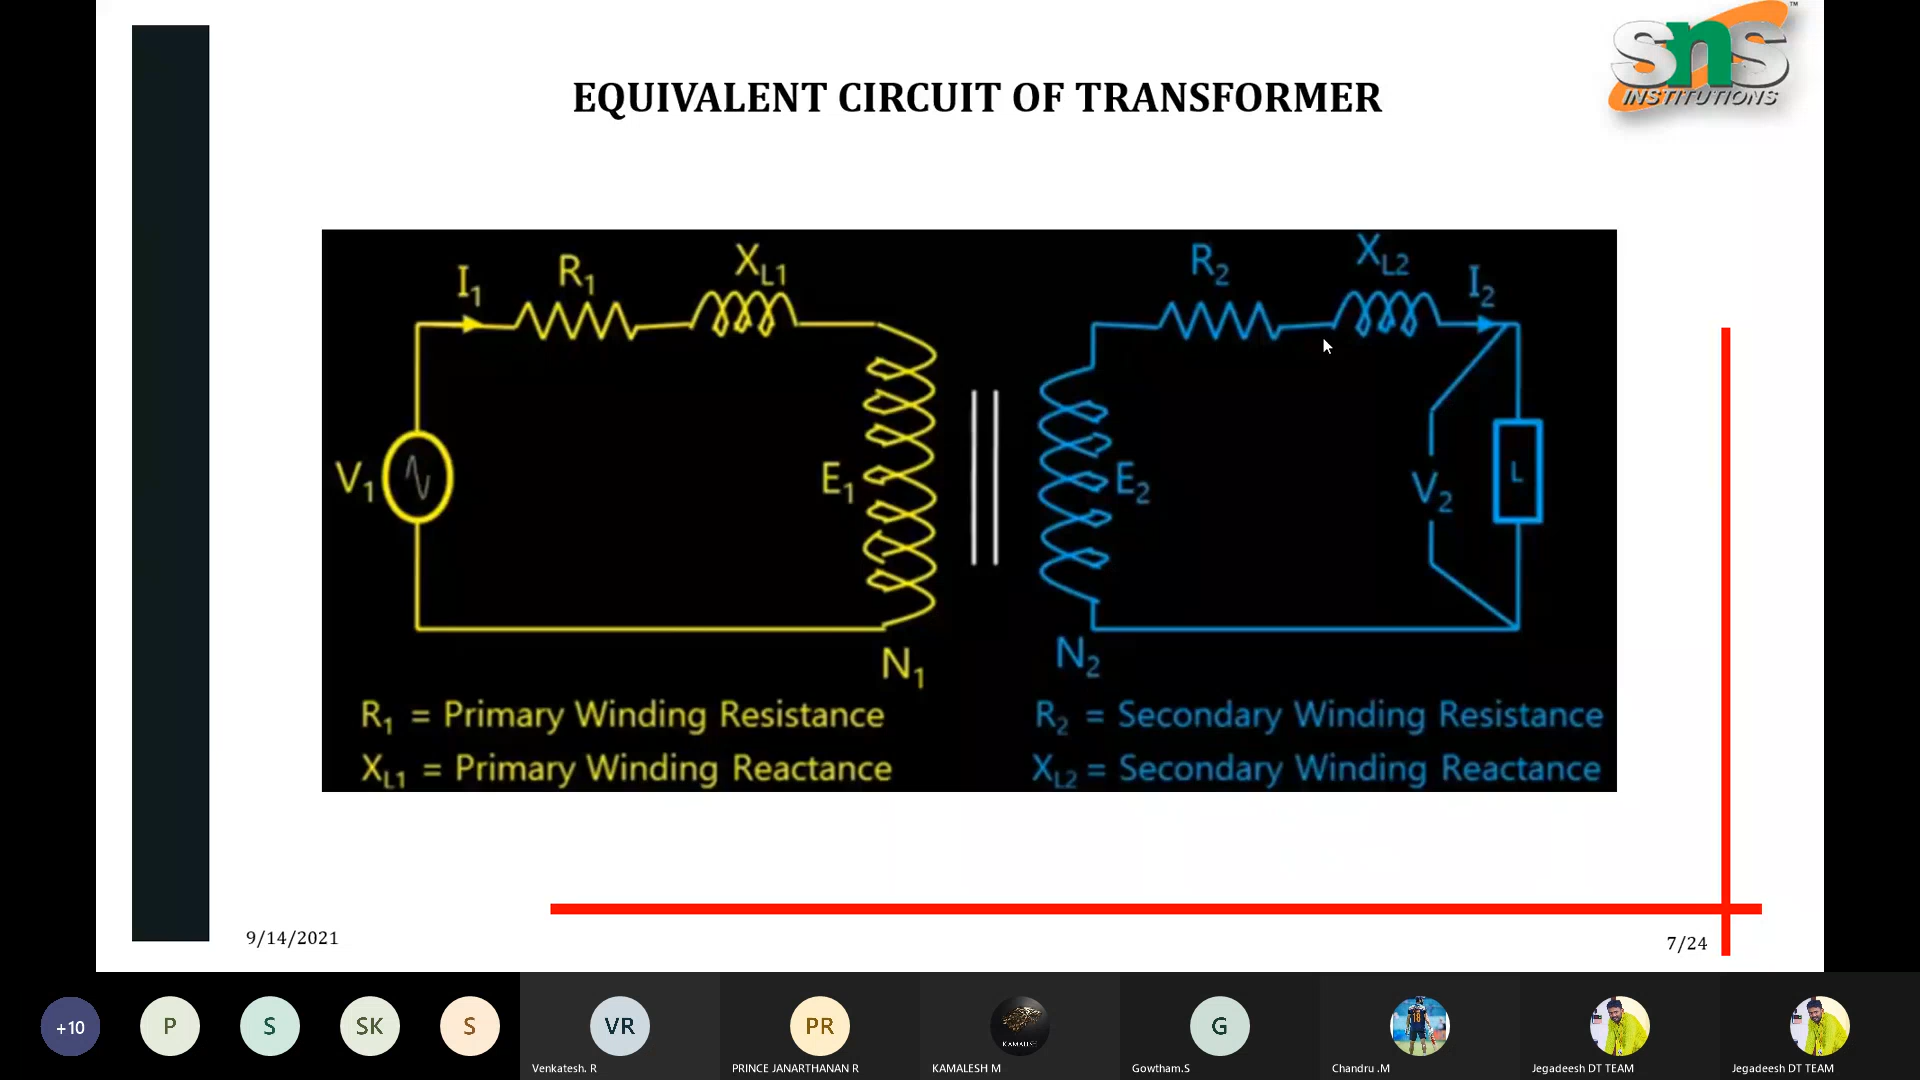 sns
INSTITUTIONS
TM
EQUIVALENT CIRCUIT OF TRANSFORMER
I1
R1
XL1
R2
XL2
I2
V1
E1
E2
V2
L
N1
N2
R1 = Primary Winding Resistance
XL1 = Primary Winding Reactance
R2 = Secondary Winding Resistance
XL2 = Secondary Winding Reactance
9/14/2021
7/24
+10
P
S
SK
S
VR
PR
G
18
Venkatesh. R
PRINCE JANARTHANAN R
KAMALESH M
Gowtham.S
Chandru .M
Jegadeesh DT TEAM
Jegadeesh DT TEAM